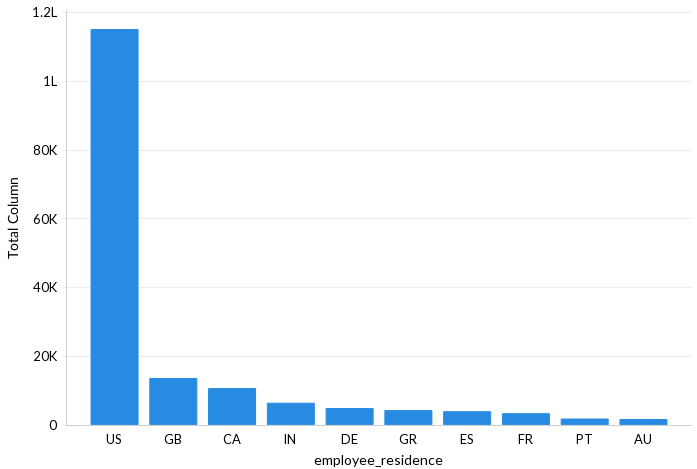 1.2L
1L
80K
60K
40K
20K
0
Total Column
US GB CA IN DE GR ES FR PT AU
employee_residence